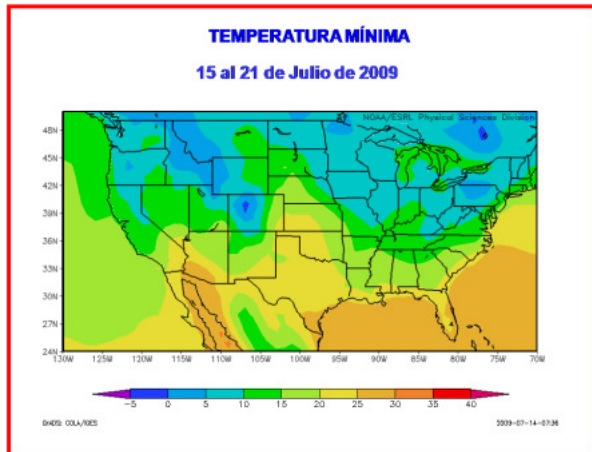 TEMPERATURA MÍNIMA
15 al 21 de Julio de 2009
NOAA/ESRL Physical Sciences Division
48N
45N
42N
39N
36N
33N
30N
27N
24N
130W 125W 120W 115W 110W 105W 100W 95W 90W 85W 80W 75W 70W
-5 0 5 10 15 20 25 30 35 40
GrADS: COLA/IGES 2009-07-14-07:36